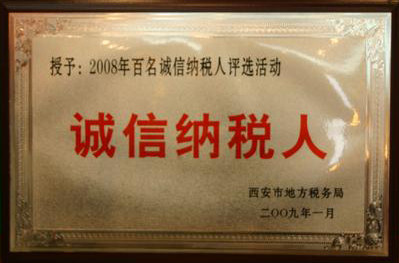 授予：2008年百名诚信纳税人评选活动
诚信纳税人
西安市地方税务局
二〇〇九年一月